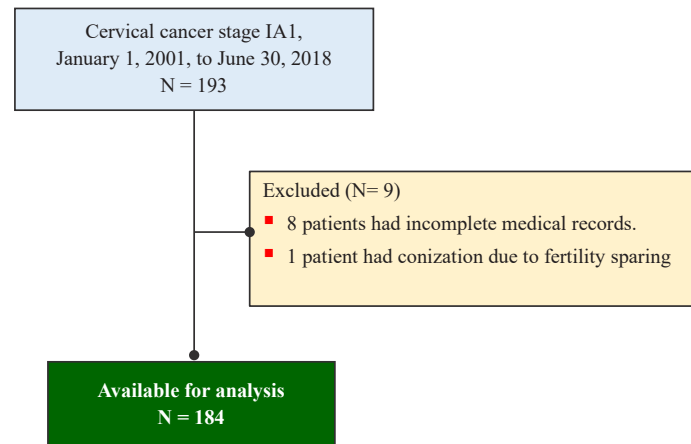 Cervical cancer stage IA1,
January 1, 2001, to June 30, 2018
N = 193
Excluded (N= 9)
8 patients had incomplete medical records.
1 patient had conization due to fertility sparing
Available for analysis
N = 184